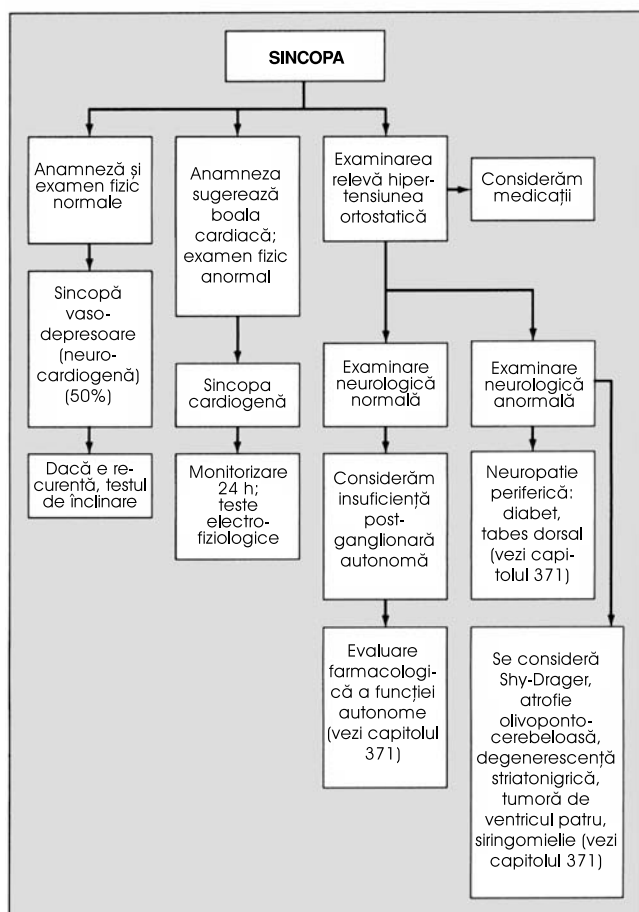 SINCOPA
Anamneză și
examen fizic
normale
Anamneza
sugerează
boala
cardiacă;
examen fizic
anormal
Examinarea
relevă hiper-
tensiunea
ortostatică
Considerăm
medicații
Sincopă
vaso-
depresoare
(neuro-
cardiogenă)
(50%)
Sincopa
cardiogenă
Examinare
neurologică
normală
Examinare
neurologică
anormală
Dacă e re-
curentă, testul
de înclinare
Monitorizare
24 h;
teste
electro-
fiziologice
Considerăm
insuficiență
post-
ganglionară
autonomă
Neuropatie
periferică:
diabet,
tabes dorsal
(vezi capi-
tolul 371)
Evaluare
farmacologi-
că a funcției
autonome
(vezi capitolul
371)
Se consideră
Shy-Drager,
atrofie
olivoponto-
cerebeloasă,
degenerescență
striatonigrică,
tumoră de
ventricul patru,
siringomielie (vezi
capitolul 371)